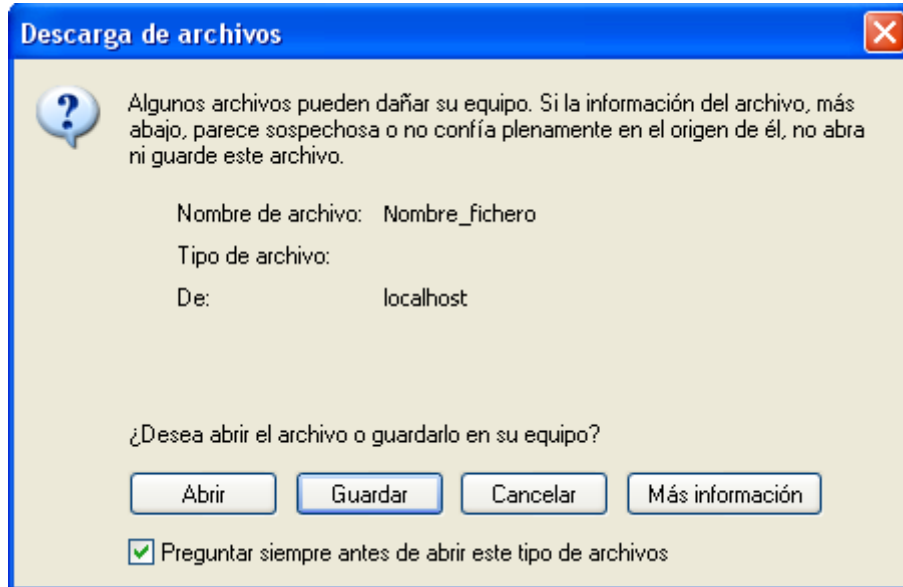 Descarga de archivos
Algunos archivos pueden dañar su equipo. Si la información del archivo, más
abajo, parece sospechosa o no confía plenamente en el origen de él, no abra
ni guarde este archivo.
Nombre de archivo: Nombre_fichero
Tipo de archivo:
De: localhost
¿Desea abrir el archivo o guardarlo en su equipo?
Abrir Guardar Cancelar Más información
Preguntar siempre antes de abrir este tipo de archivos